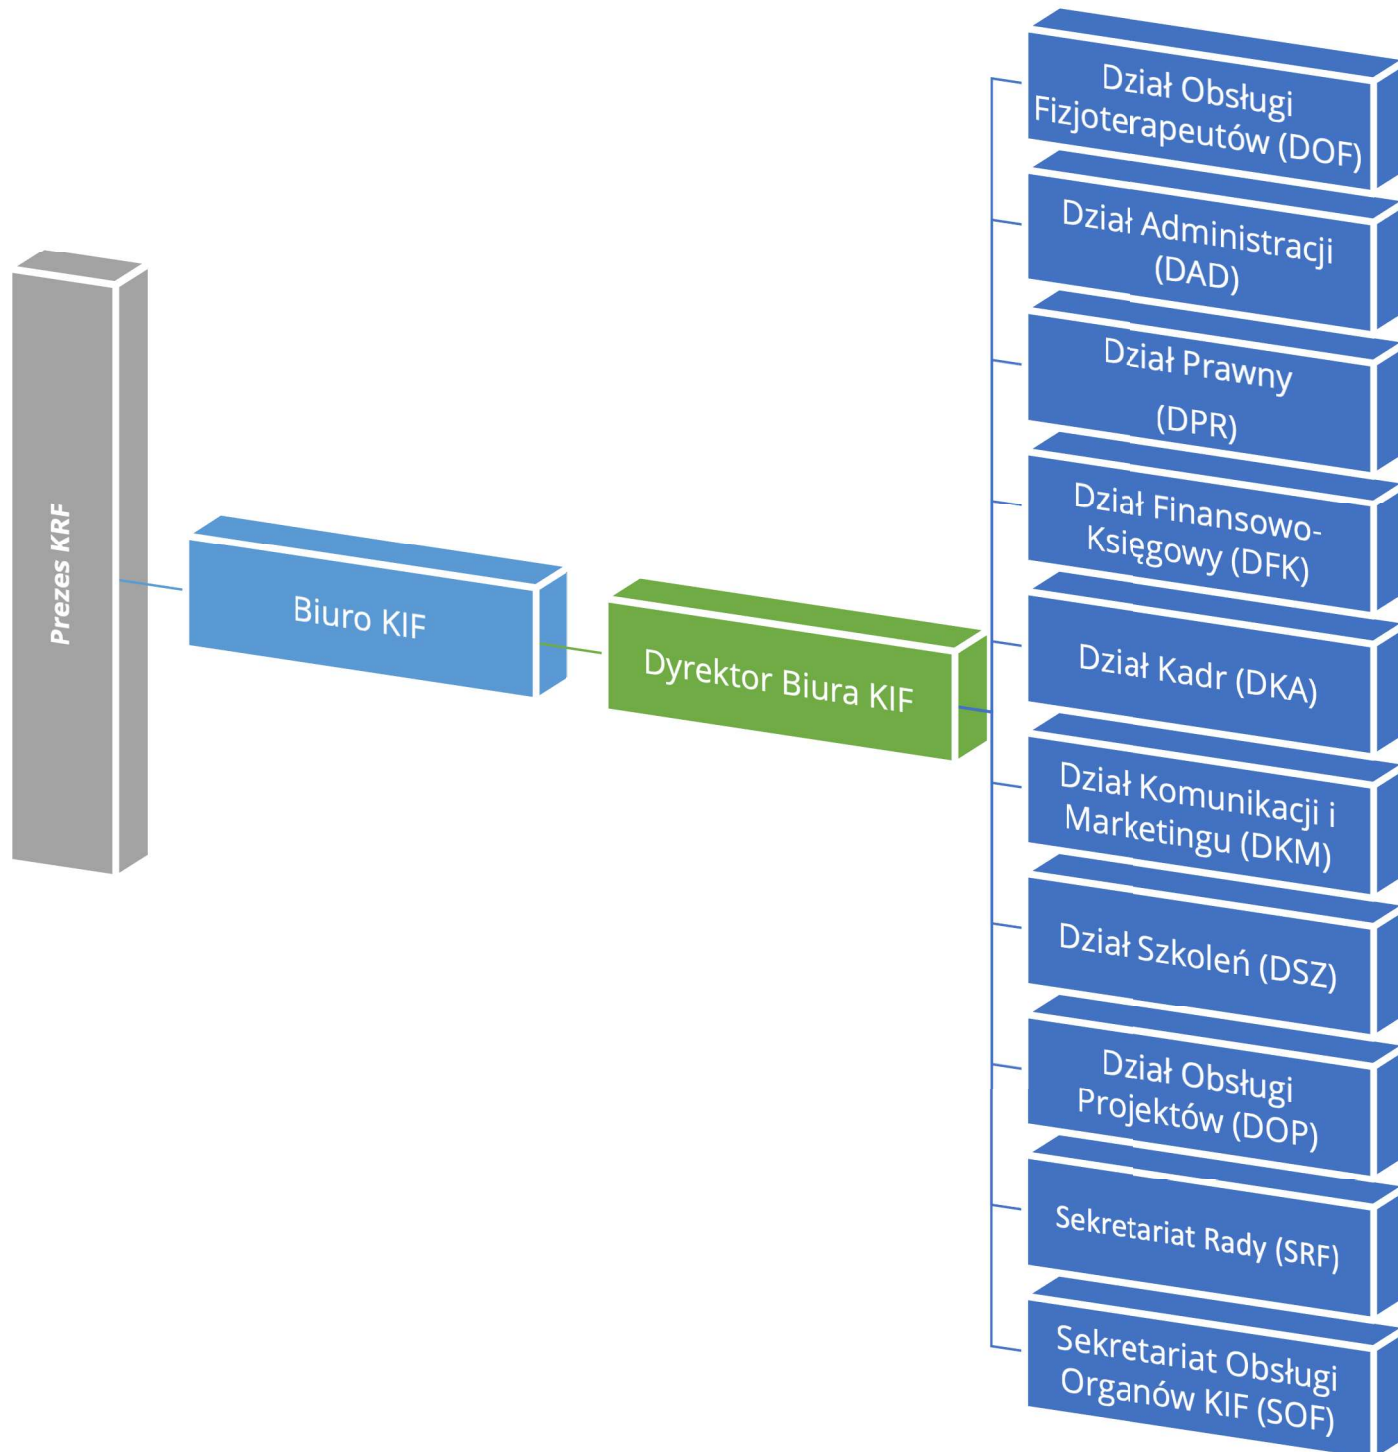 Prezes KRF
Biuro KIF
Dyrektor Biura KIF
Dział Obsługi
Fizjoterapeutów (DOF)
Dział Administracji
(DAD)
Dział Prawny
(DPR)
Dział Finansowo-
Księgowy (DFK)
Dział Kadr (DKA)
Dział Komunikacji i
Marketingu (DKM)
Dział Szkoleń (DSZ)
Dział Obsługi
Projektów (DOP)
Sekretariat Rady (SRF)
Sekretariat Obsługi
Organów KIF (SOF)